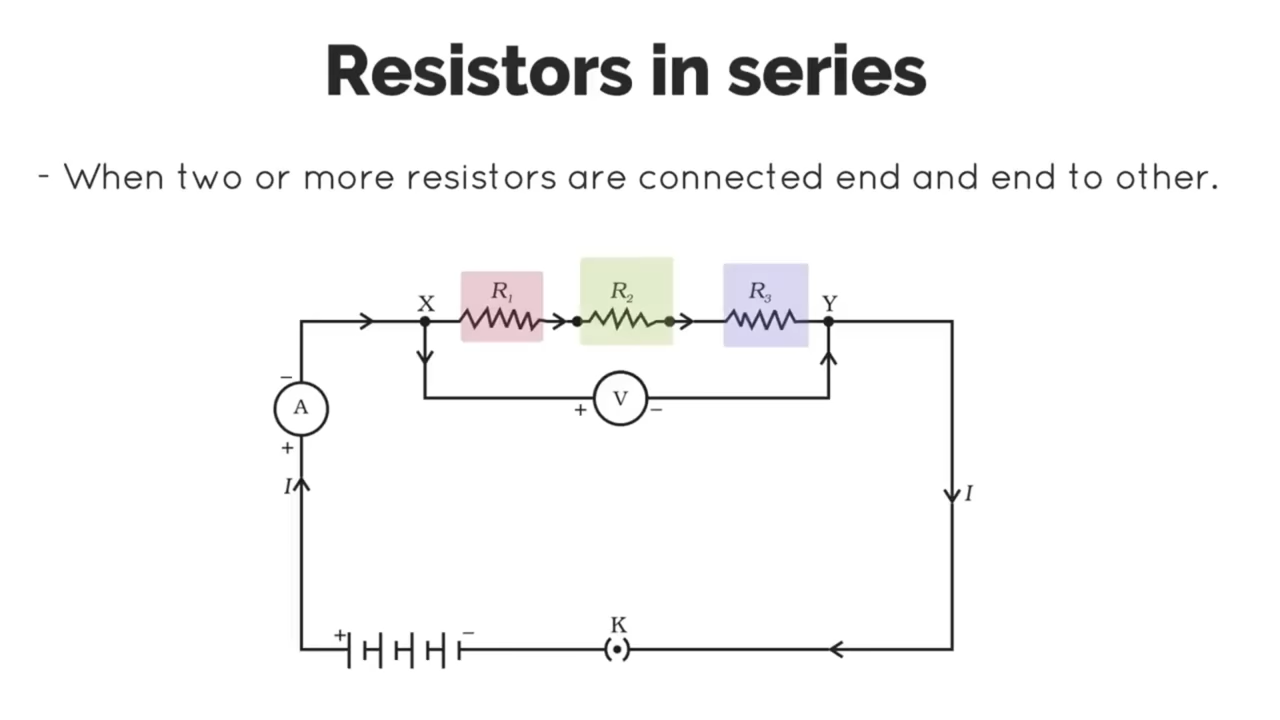 Resistors in series
- When two or more resistors are connected end and end to other.
X R₁ R₂ R₃ Y
− A +
+ V −
I
I
K
+ −